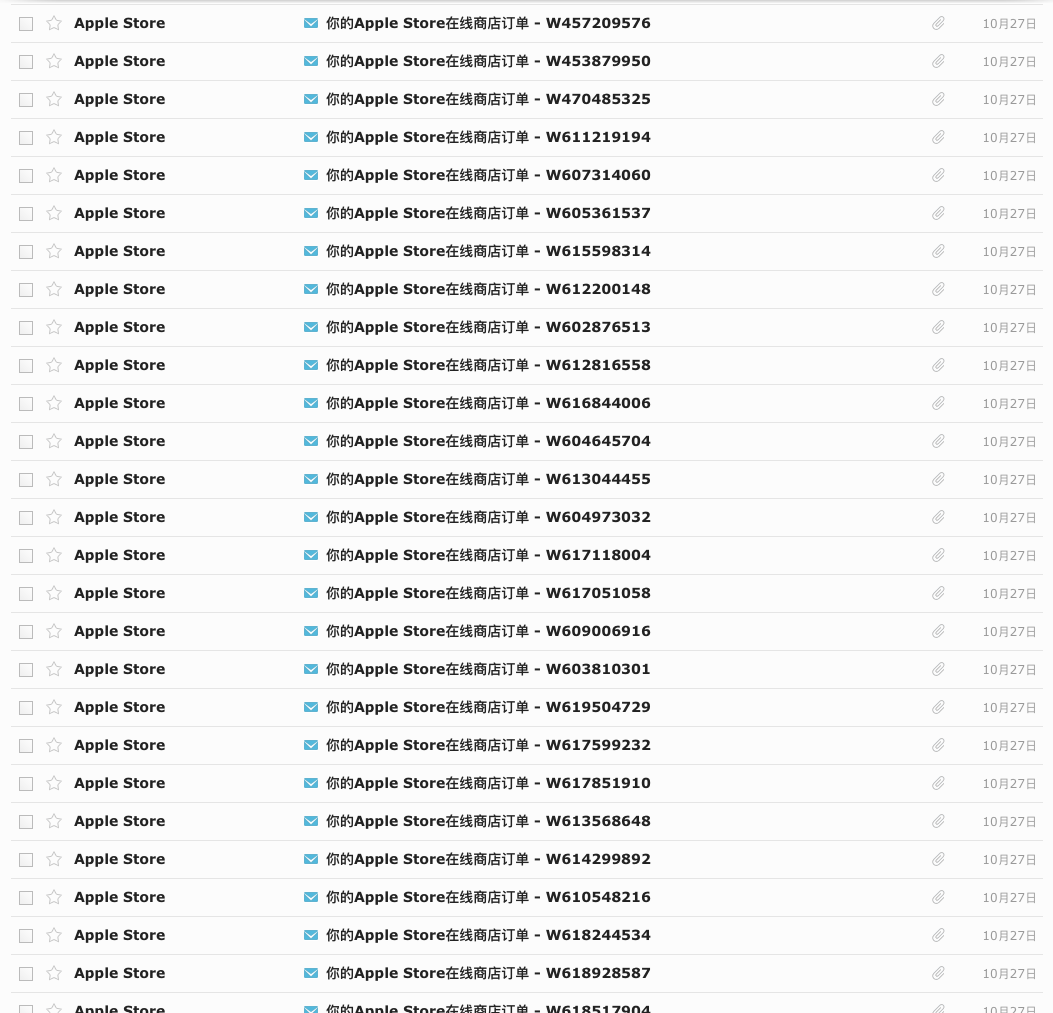 Apple Store 你的Apple Store在线商店订单 - W457209576 10月27日
Apple Store 你的Apple Store在线商店订单 - W453879950 10月27日
Apple Store 你的Apple Store在线商店订单 - W470485325 10月27日
Apple Store 你的Apple Store在线商店订单 - W611219194 10月27日
Apple Store 你的Apple Store在线商店订单 - W607314060 10月27日
Apple Store 你的Apple Store在线商店订单 - W605361537 10月27日
Apple Store 你的Apple Store在线商店订单 - W615598314 10月27日
Apple Store 你的Apple Store在线商店订单 - W612200148 10月27日
Apple Store 你的Apple Store在线商店订单 - W602876513 10月27日
Apple Store 你的Apple Store在线商店订单 - W612816558 10月27日
Apple Store 你的Apple Store在线商店订单 - W616844006 10月27日
Apple Store 你的Apple Store在线商店订单 - W604645704 10月27日
Apple Store 你的Apple Store在线商店订单 - W613044455 10月27日
Apple Store 你的Apple Store在线商店订单 - W604973032 10月27日
Apple Store 你的Apple Store在线商店订单 - W617118004 10月27日
Apple Store 你的Apple Store在线商店订单 - W617051058 10月27日
Apple Store 你的Apple Store在线商店订单 - W609006916 10月27日
Apple Store 你的Apple Store在线商店订单 - W603810301 10月27日
Apple Store 你的Apple Store在线商店订单 - W619504729 10月27日
Apple Store 你的Apple Store在线商店订单 - W617599232 10月27日
Apple Store 你的Apple Store在线商店订单 - W617851910 10月27日
Apple Store 你的Apple Store在线商店订单 - W613568648 10月27日
Apple Store 你的Apple Store在线商店订单 - W614299892 10月27日
Apple Store 你的Apple Store在线商店订单 - W610548216 10月27日
Apple Store 你的Apple Store在线商店订单 - W618244534 10月27日
Apple Store 你的Apple Store在线商店订单 - W618928587 10月27日
Apple Store 你的Apple Store在线商店订单 - W618517904 10月27日